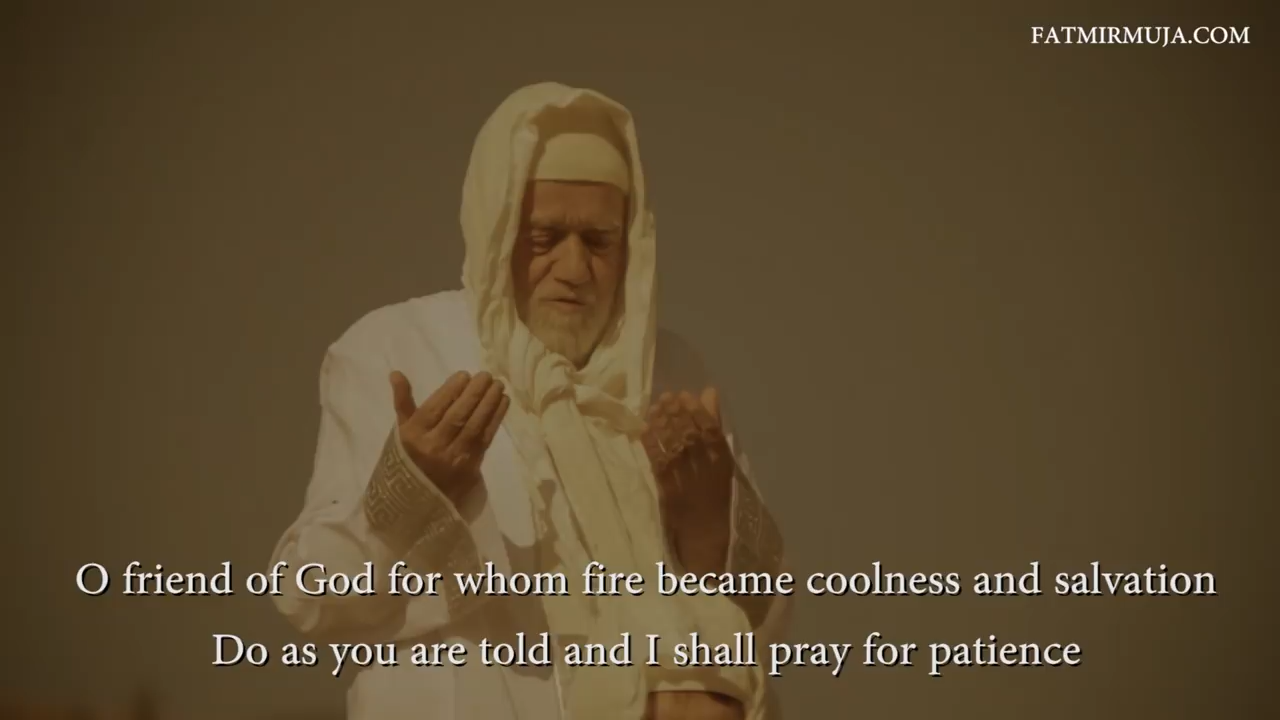 FATMIRMUJA.COM
O friend of God for whom fire became coolness and salvation
Do as you are told and I shall pray for patience